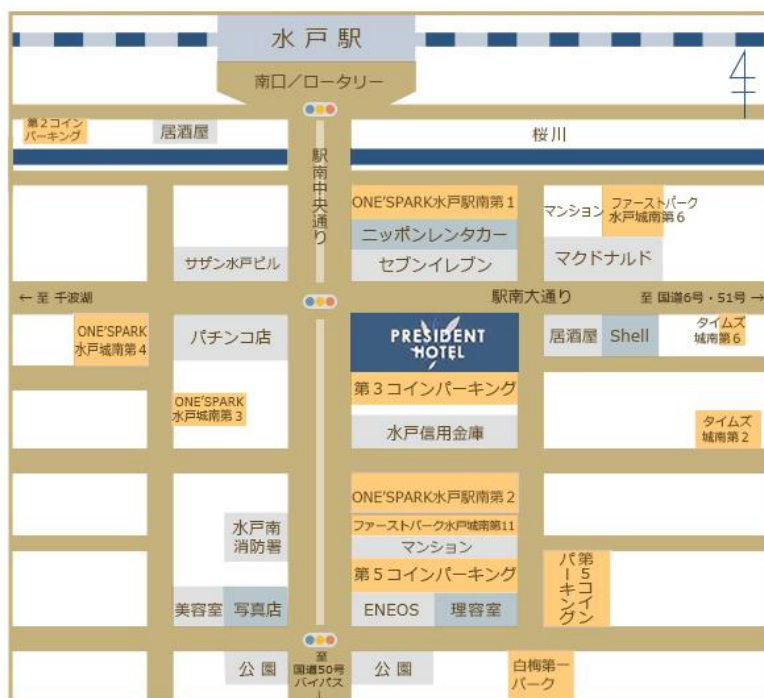 水戸駅
南口／ロータリー
第2コイン
パーキング
居酒屋
桜川
駅南中央通り
ONE'SPARK水戸駅南第1
マンション
ファーストパーク
水戸城南第6
ニッポンレンタカー
サザン水戸ビル
セブンイレブン
マクドナルド
← 至 千波湖
駅南大通り
至 国道6号・51号 →
ONE'SPARK
水戸城南第4
パチンコ店
PRESIDENT
HOTEL
居酒屋
Shell
タイムズ
城南第6
第3コインパーキング
ONE'SPARK
水戸城南第3
水戸信用金庫
タイムズ
城南第2
ONE'SPARK水戸駅南第2
水戸南
消防署
ファーストパーク水戸城南第11
マンション
第5コインパーキング
第5コイン
パーキング
美容室
写真店
ENEOS
理容室
公園
至
国道50号
バイパス
↓
公園
白梅第一
パーク